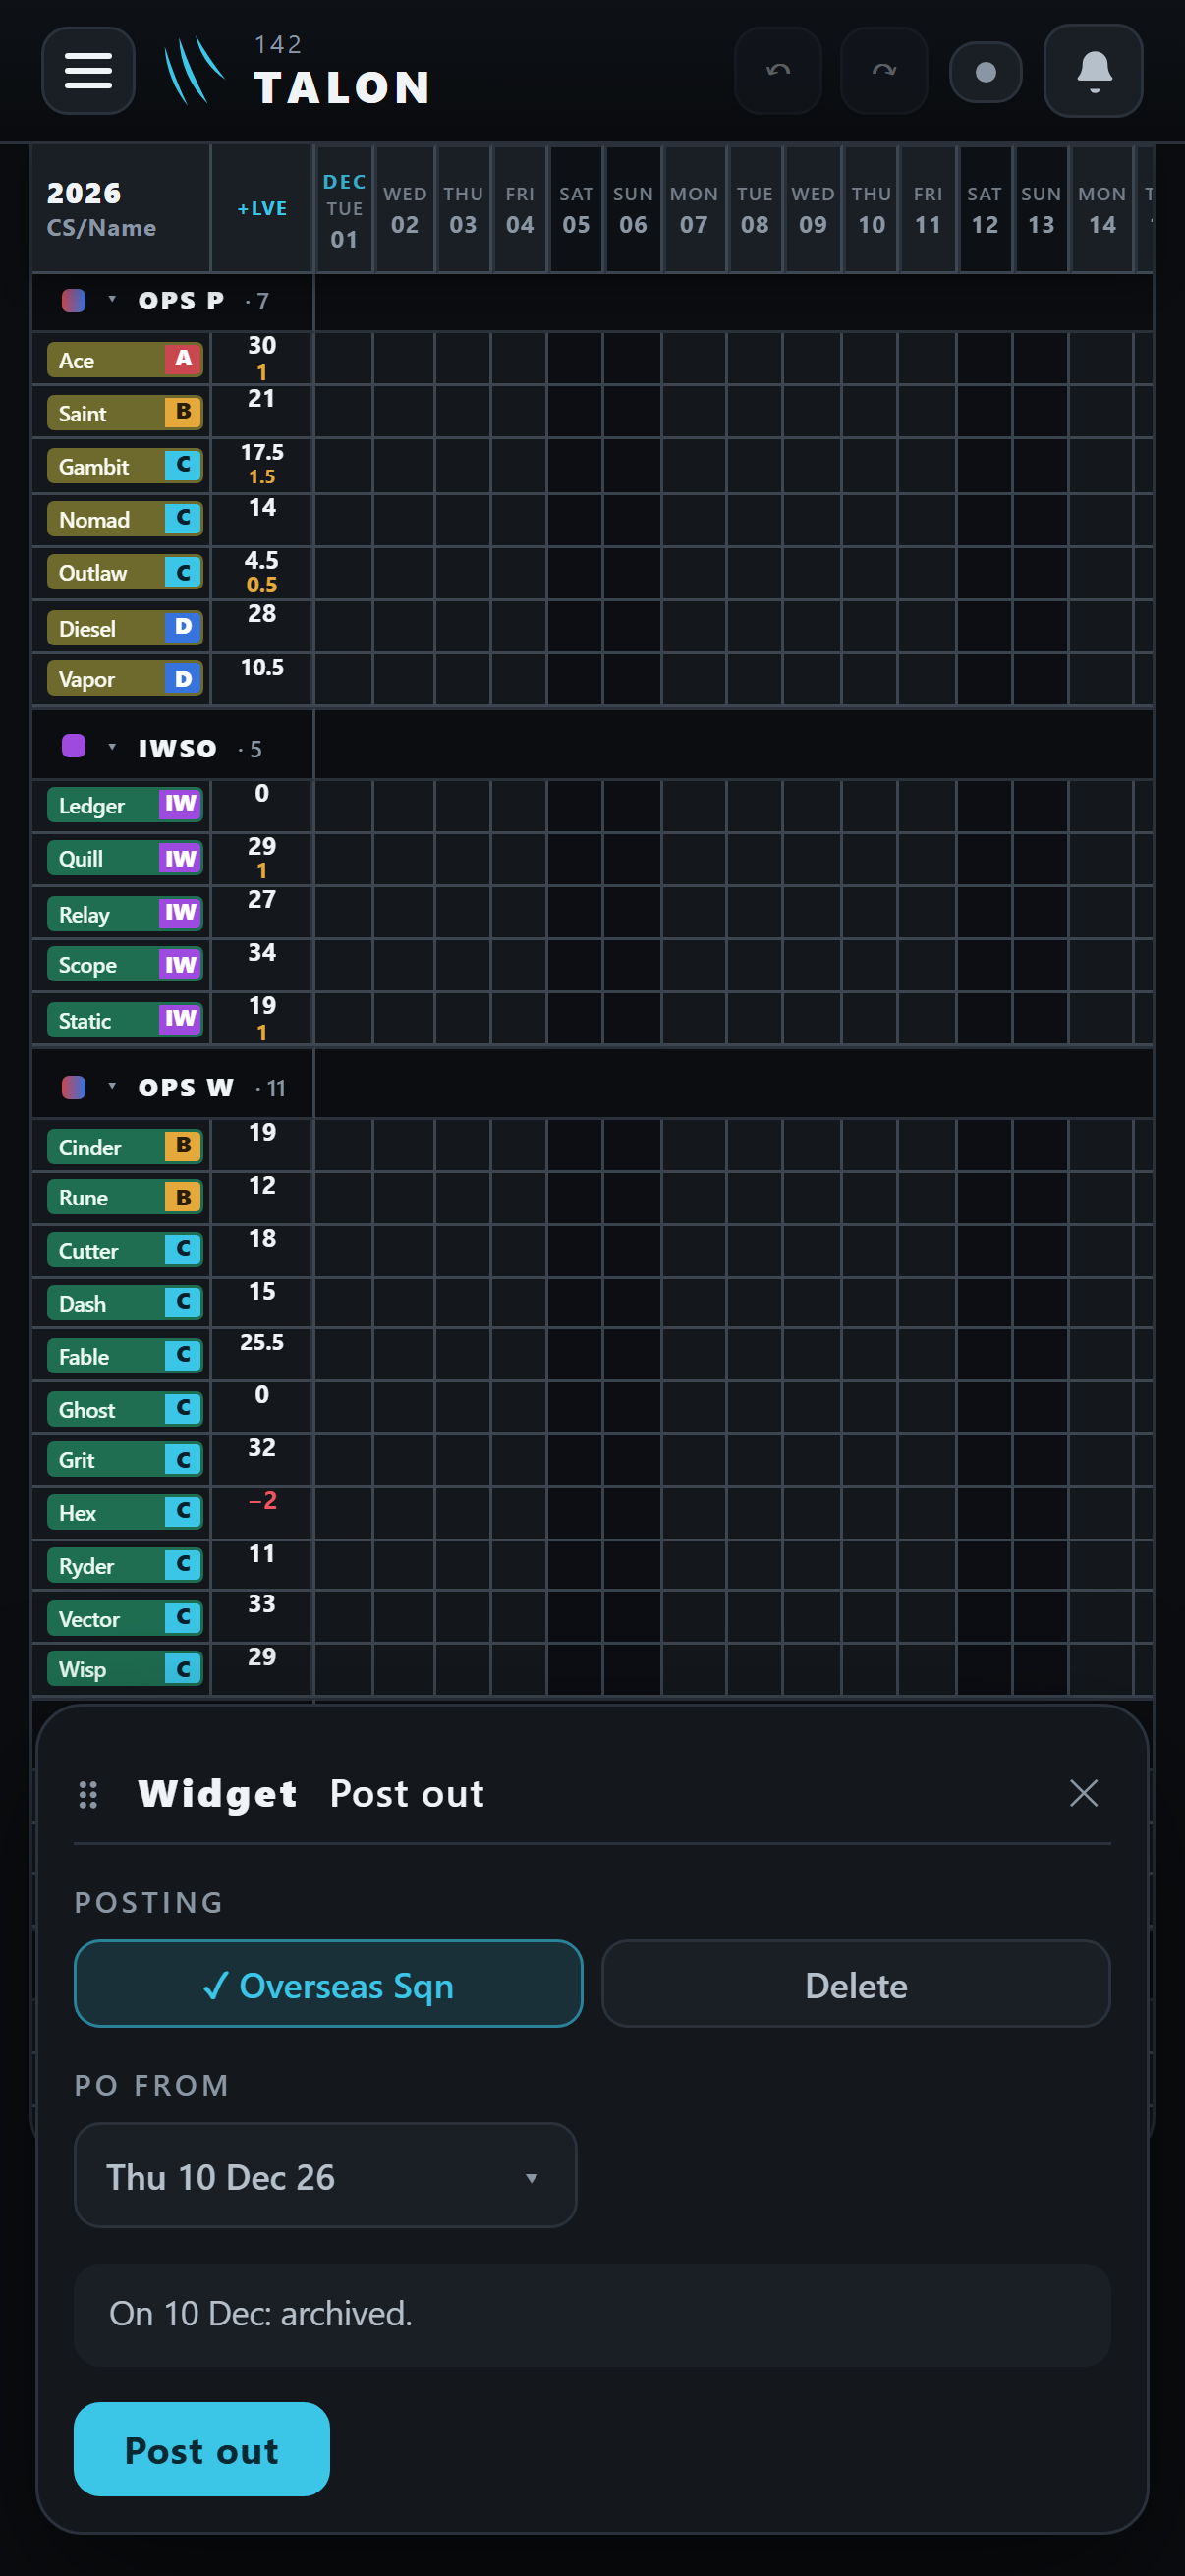 142
TALON
2026
CS/Name
+LVE
DEC TUE 01
WED 02
THU 03
FRI 04
SAT 05
SUN 06
MON 07
TUE 08
WED 09
THU 10
FRI 11
SAT 12
SUN 13
MON 14
OPS P · 7
Ace A 30 1
Saint B 21
Gambit C 17.5 1.5
Nomad C 14
Outlaw C 4.5 0.5
Diesel D 28
Vapor D 10.5
IWSO · 5
Ledger IW 0
Quill IW 29 1
Relay IW 27
Scope IW 34
Static IW 19 1
OPS W · 11
Cinder B 19
Rune B 12
Cutter C 18
Dash C 15
Fable C 25.5
Ghost C 0
Grit C 32
Hex C −2
Ryder C 11
Vector C 33
Wisp C 29
Widget Post out
POSTING
✓ Overseas Sqn
Delete
PO FROM
Thu 10 Dec 26
On 10 Dec: archived.
Post out